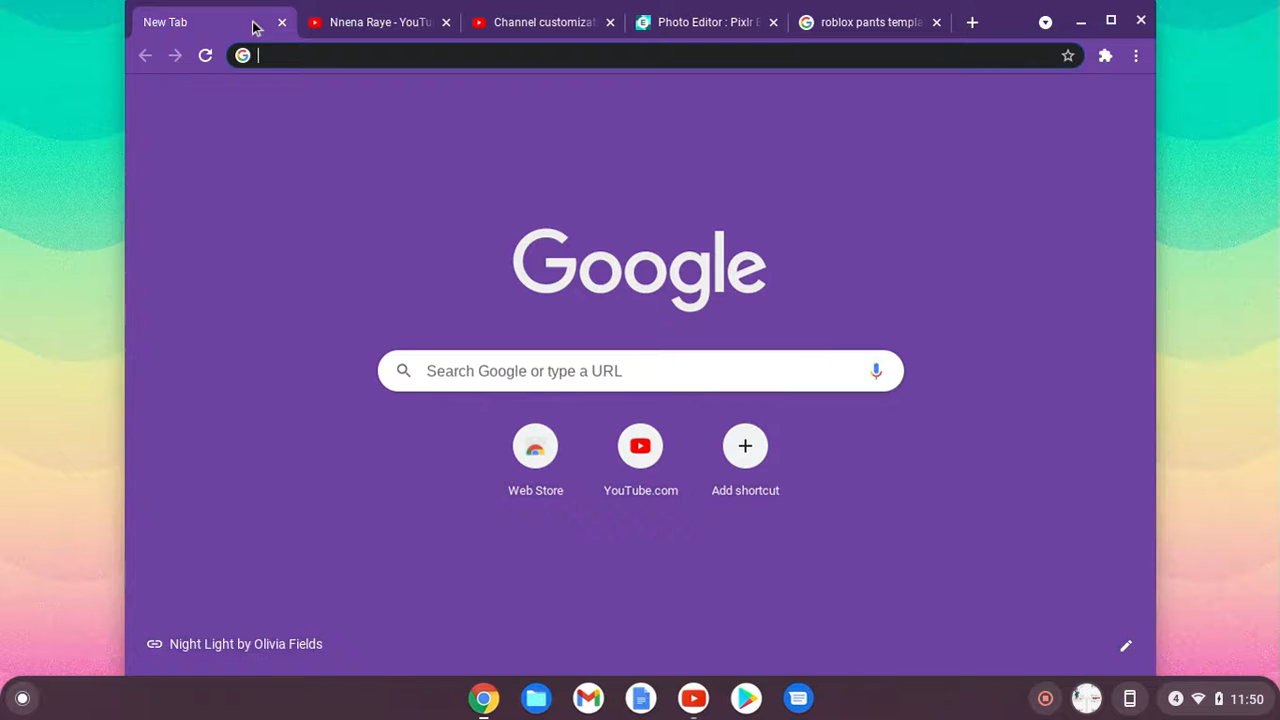 New Tab
Nnena Raye - YouTu
Channel customizat
Photo Editor : Pixlr E
roblox pants templa
Google
Search Google or type a URL
Web Store
YouTube.com
Add shortcut
Night Light by Olivia Fields
4
11:50